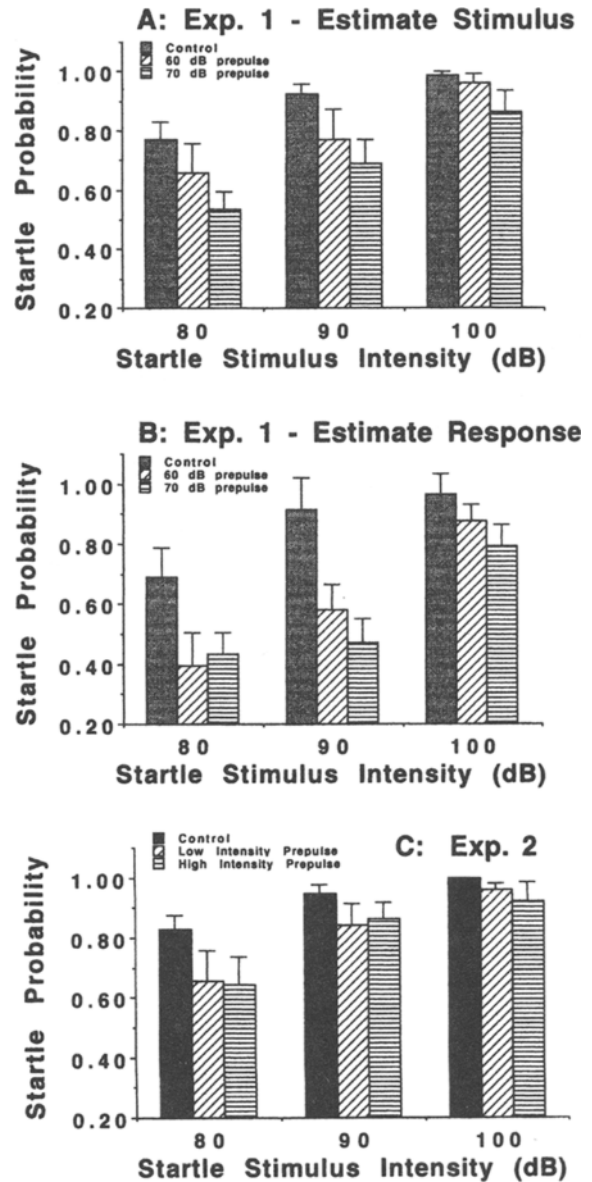 A: Exp. 1 - Estimate Stimulus
Control
60 dB prepulse
70 dB prepulse
Startle Probability
1.00
0.80
0.60
0.40
0.20
80 90 100
Startle Stimulus Intensity (dB)
B: Exp. 1 - Estimate Response
Control
60 dB prepulse
70 dB prepulse
Startle Probability
1.00
0.80
0.60
0.40
0.20
80 90 100
Startle Stimulus Intensity (dB)
C: Exp. 2
Control
Low Intensity Prepulse
High Intensity Prepulse
Startle Probability
1.00
0.80
0.60
0.40
0.20
80 90 100
Startle Stimulus Intensity (dB)